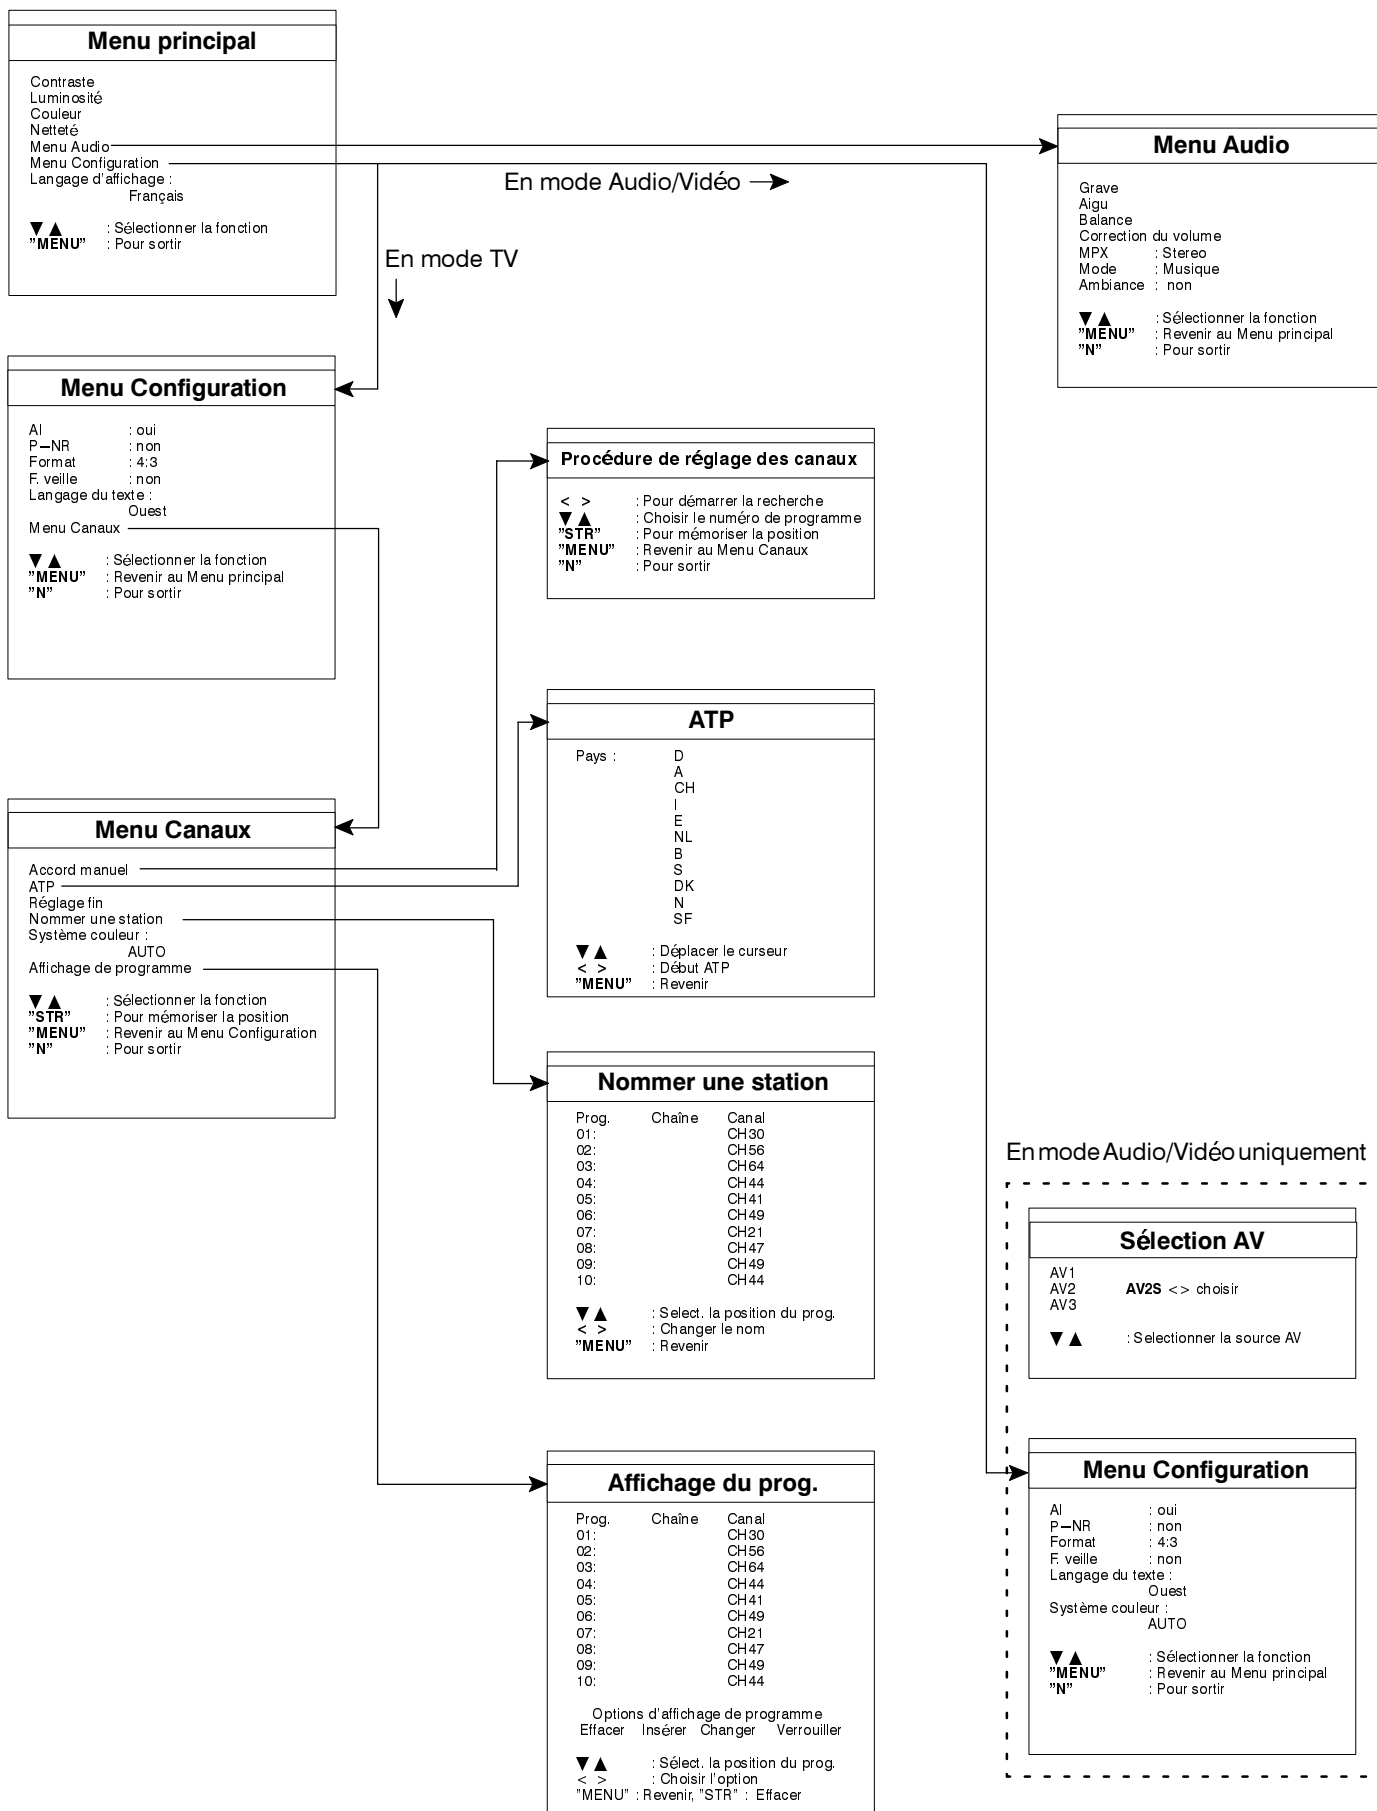 Menu principal
Contraste
Luminosité
Couleur
Netteté
Menu Audio
Menu Configuration
Langage d'affichage :
Français
▼ ▲ : Sélectionner la fonction
"MENU" : Pour sortir
En mode Audio/Vidéo →
En mode TV
↓
Menu Audio
Grave
Aigu
Balance
Correction du volume
MPX : Stereo
Mode : Musique
Ambiance : non
▼ ▲ : Sélectionner la fonction
"MENU" : Revenir au Menu principal
"N" : Pour sortir
Menu Configuration
AI : oui
P–NR : non
Format : 4:3
F. veille : non
Langage du texte :
Ouest
Menu Canaux
▼ ▲ : Sélectionner la fonction
"MENU" : Revenir au Menu principal
"N" : Pour sortir
Procédure de réglage des canaux
< > : Pour démarrer la recherche
▼ ▲ : Choisir le numéro de programme
"STR" : Pour mémoriser la position
"MENU" : Revenir au Menu Canaux
"N" : Pour sortir
ATP
Pays : D
A
CH
I
E
NL
B
S
DK
N
SF
▼ ▲ : Déplacer le curseur
< > : Début ATP
"MENU" : Revenir
Menu Canaux
Accord manuel
ATP
Réglage fin
Nommer une station
Système couleur :
AUTO
Affichage de programme
▼ ▲ : Sélectionner la fonction
"STR" : Pour mémoriser la position
"MENU" : Revenir au Menu Configuration
"N" : Pour sortir
Nommer une station
Prog. Chaîne Canal
01: CH30
02: CH56
03: CH64
04: CH44
05: CH41
06: CH49
07: CH21
08: CH47
09: CH49
10: CH44
▼ ▲ : Select. la position du prog.
< > : Changer le nom
"MENU" : Revenir
Affichage du prog.
Prog. Chaîne Canal
01: CH30
02: CH56
03: CH64
04: CH44
05: CH41
06: CH49
07: CH21
08: CH47
09: CH49
10: CH44
Options d'affichage de programme
Effacer Insérer Changer Verrouiller
▼ ▲ : Sélect. la position du prog.
< > : Choisir l'option
"MENU" : Revenir, "STR" : Effacer
En mode Audio/Vidéo uniquement
Sélection AV
AV1
AV2 AV2S <> choisir
AV3
▼ ▲ : Selectionner la source AV
Menu Configuration
AI : oui
P–NR : non
Format : 4:3
F. veille : non
Langage du texte :
Ouest
Système couleur :
AUTO
▼ ▲ : Sélectionner la fonction
"MENU" : Revenir au Menu principal
"N" : Pour sortir